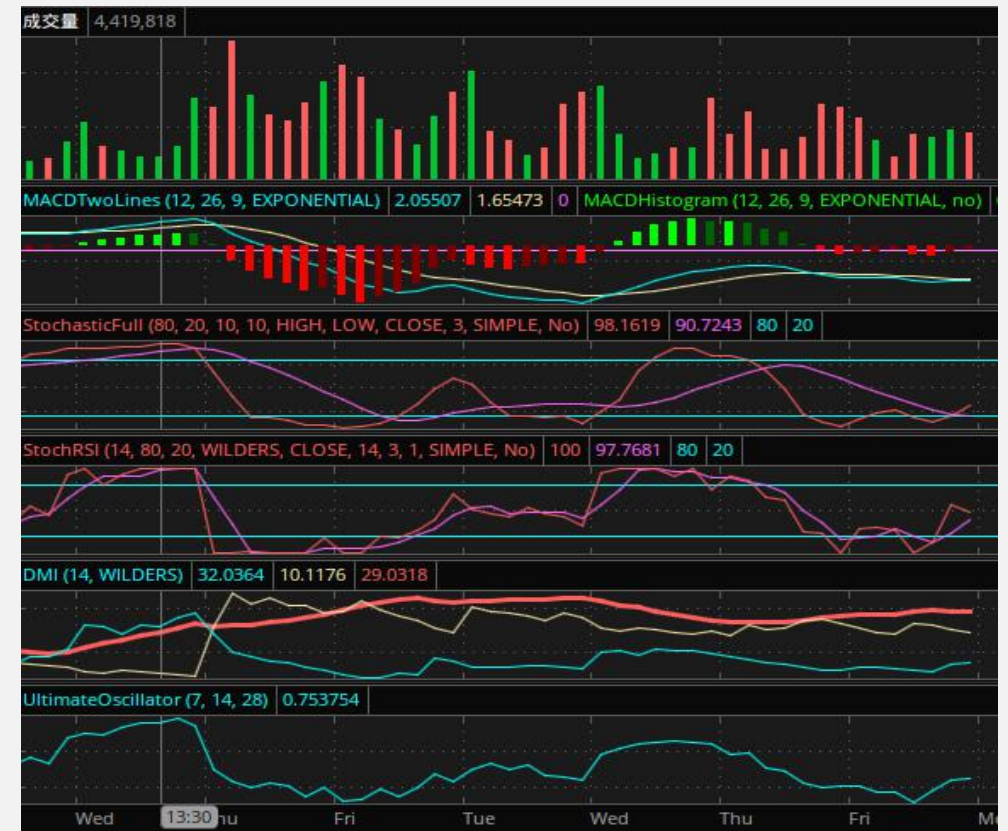 成交量 4,419,818
MACDTwoLines (12, 26, 9, EXPONENTIAL) 2.05507 1.65473 0 MACDHistogram (12, 26, 9, EXPONENTIAL, no)
StochasticFull (80, 20, 10, 10, HIGH, LOW, CLOSE, 3, SIMPLE, No) 98.1619 90.7243 80 20
StochRSI (14, 80, 20, WILDERS, CLOSE, 14, 3, 1, SIMPLE, No) 100 97.7681 80 20
DMI (14, WILDERS) 32.0364 10.1176 29.0318
UltimateOscillator (7, 14, 28) 0.753754
Wed 13:30 hu Fri Tue Wed Thu Fri